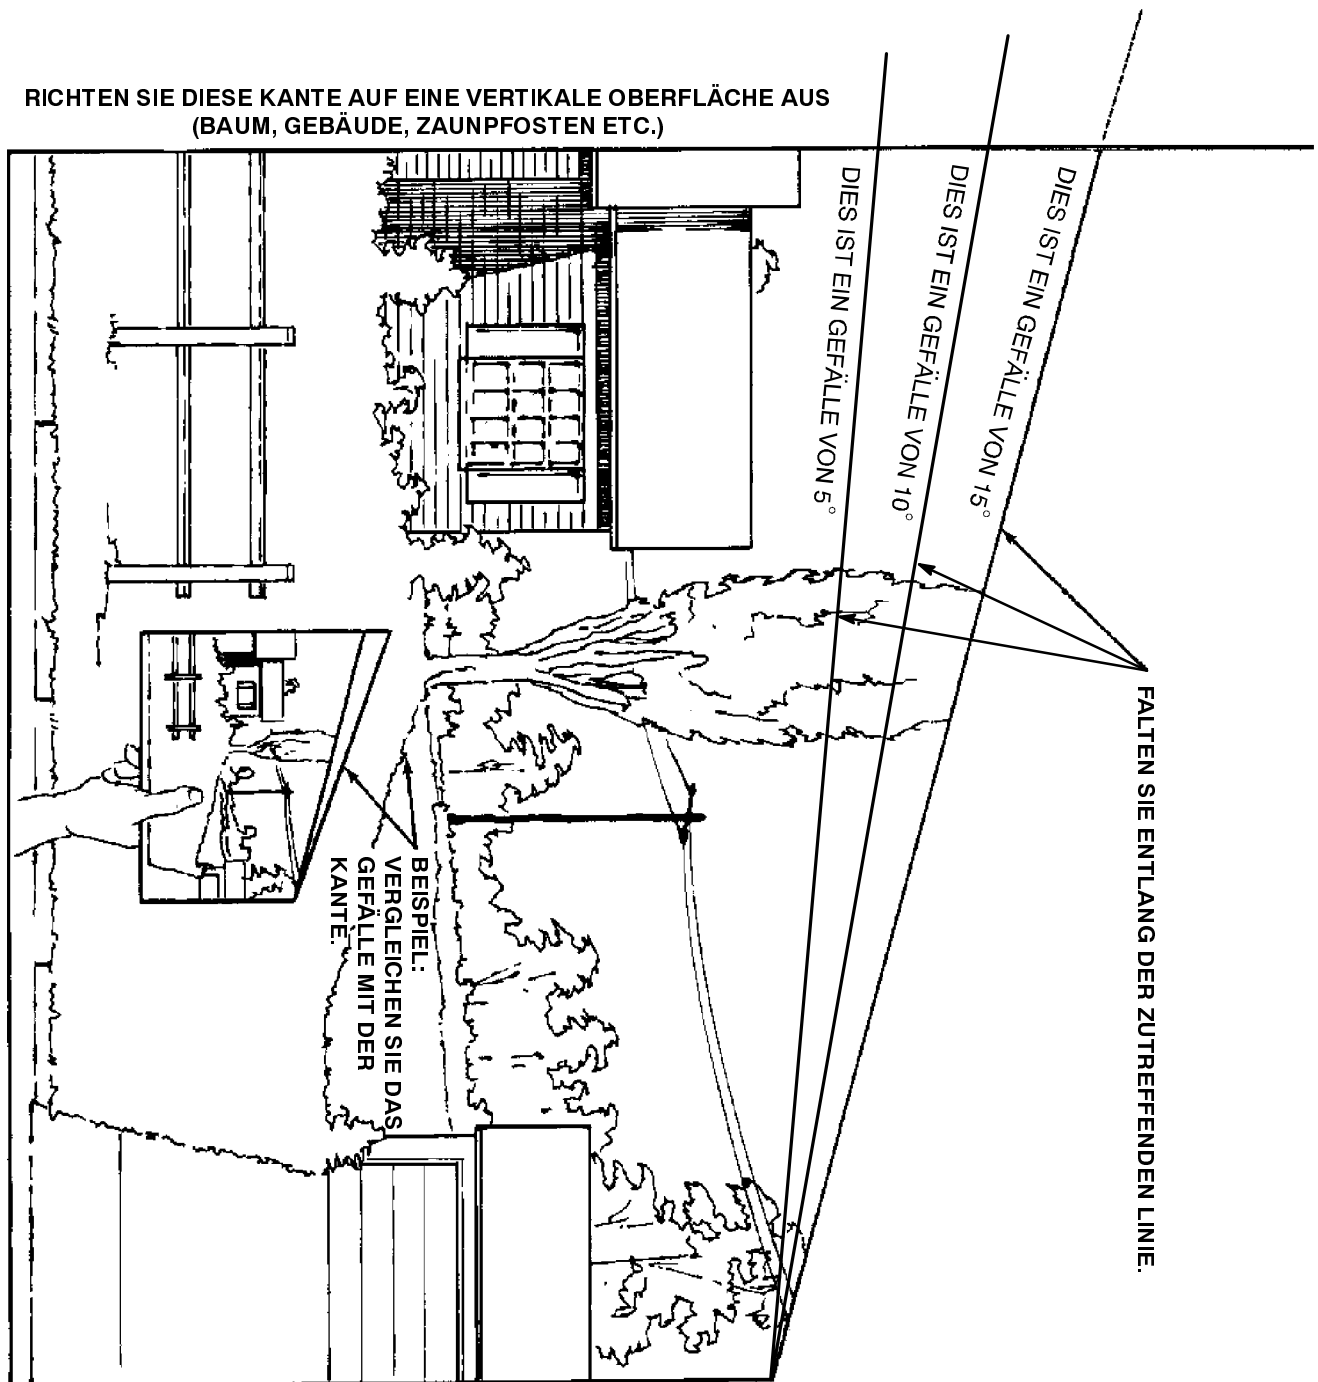 RICHTEN SIE DIESE KANTE AUF EINE VERTIKALE OBERFLÄCHE AUS
(BAUM, GEBÄUDE, ZAUNPFOSTEN ETC.)
DIES IST EIN GEFÄLLE VON 15°
DIES IST EIN GEFÄLLE VON 10°
DIES IST EIN GEFÄLLE VON 5°
FALTEN SIE ENTLANG DER ZUTREFFENDEN LINIE.
BEISPIEL:
VERGLEICHEN SIE DAS
GEFÄLLE MIT DER
KANTE.